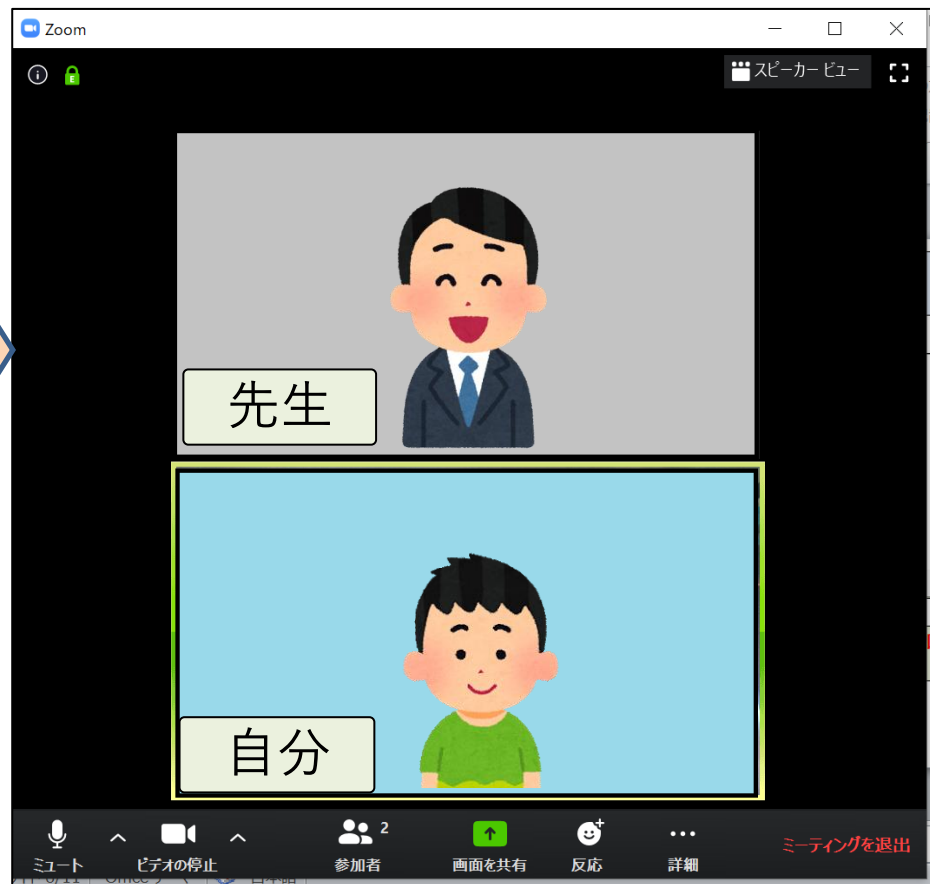 Zoom
スピーカー ビュー
先生
自分
2
ミュート
ビデオの停止
参加者
画面を共有
反応
詳細
ミーティングを退出